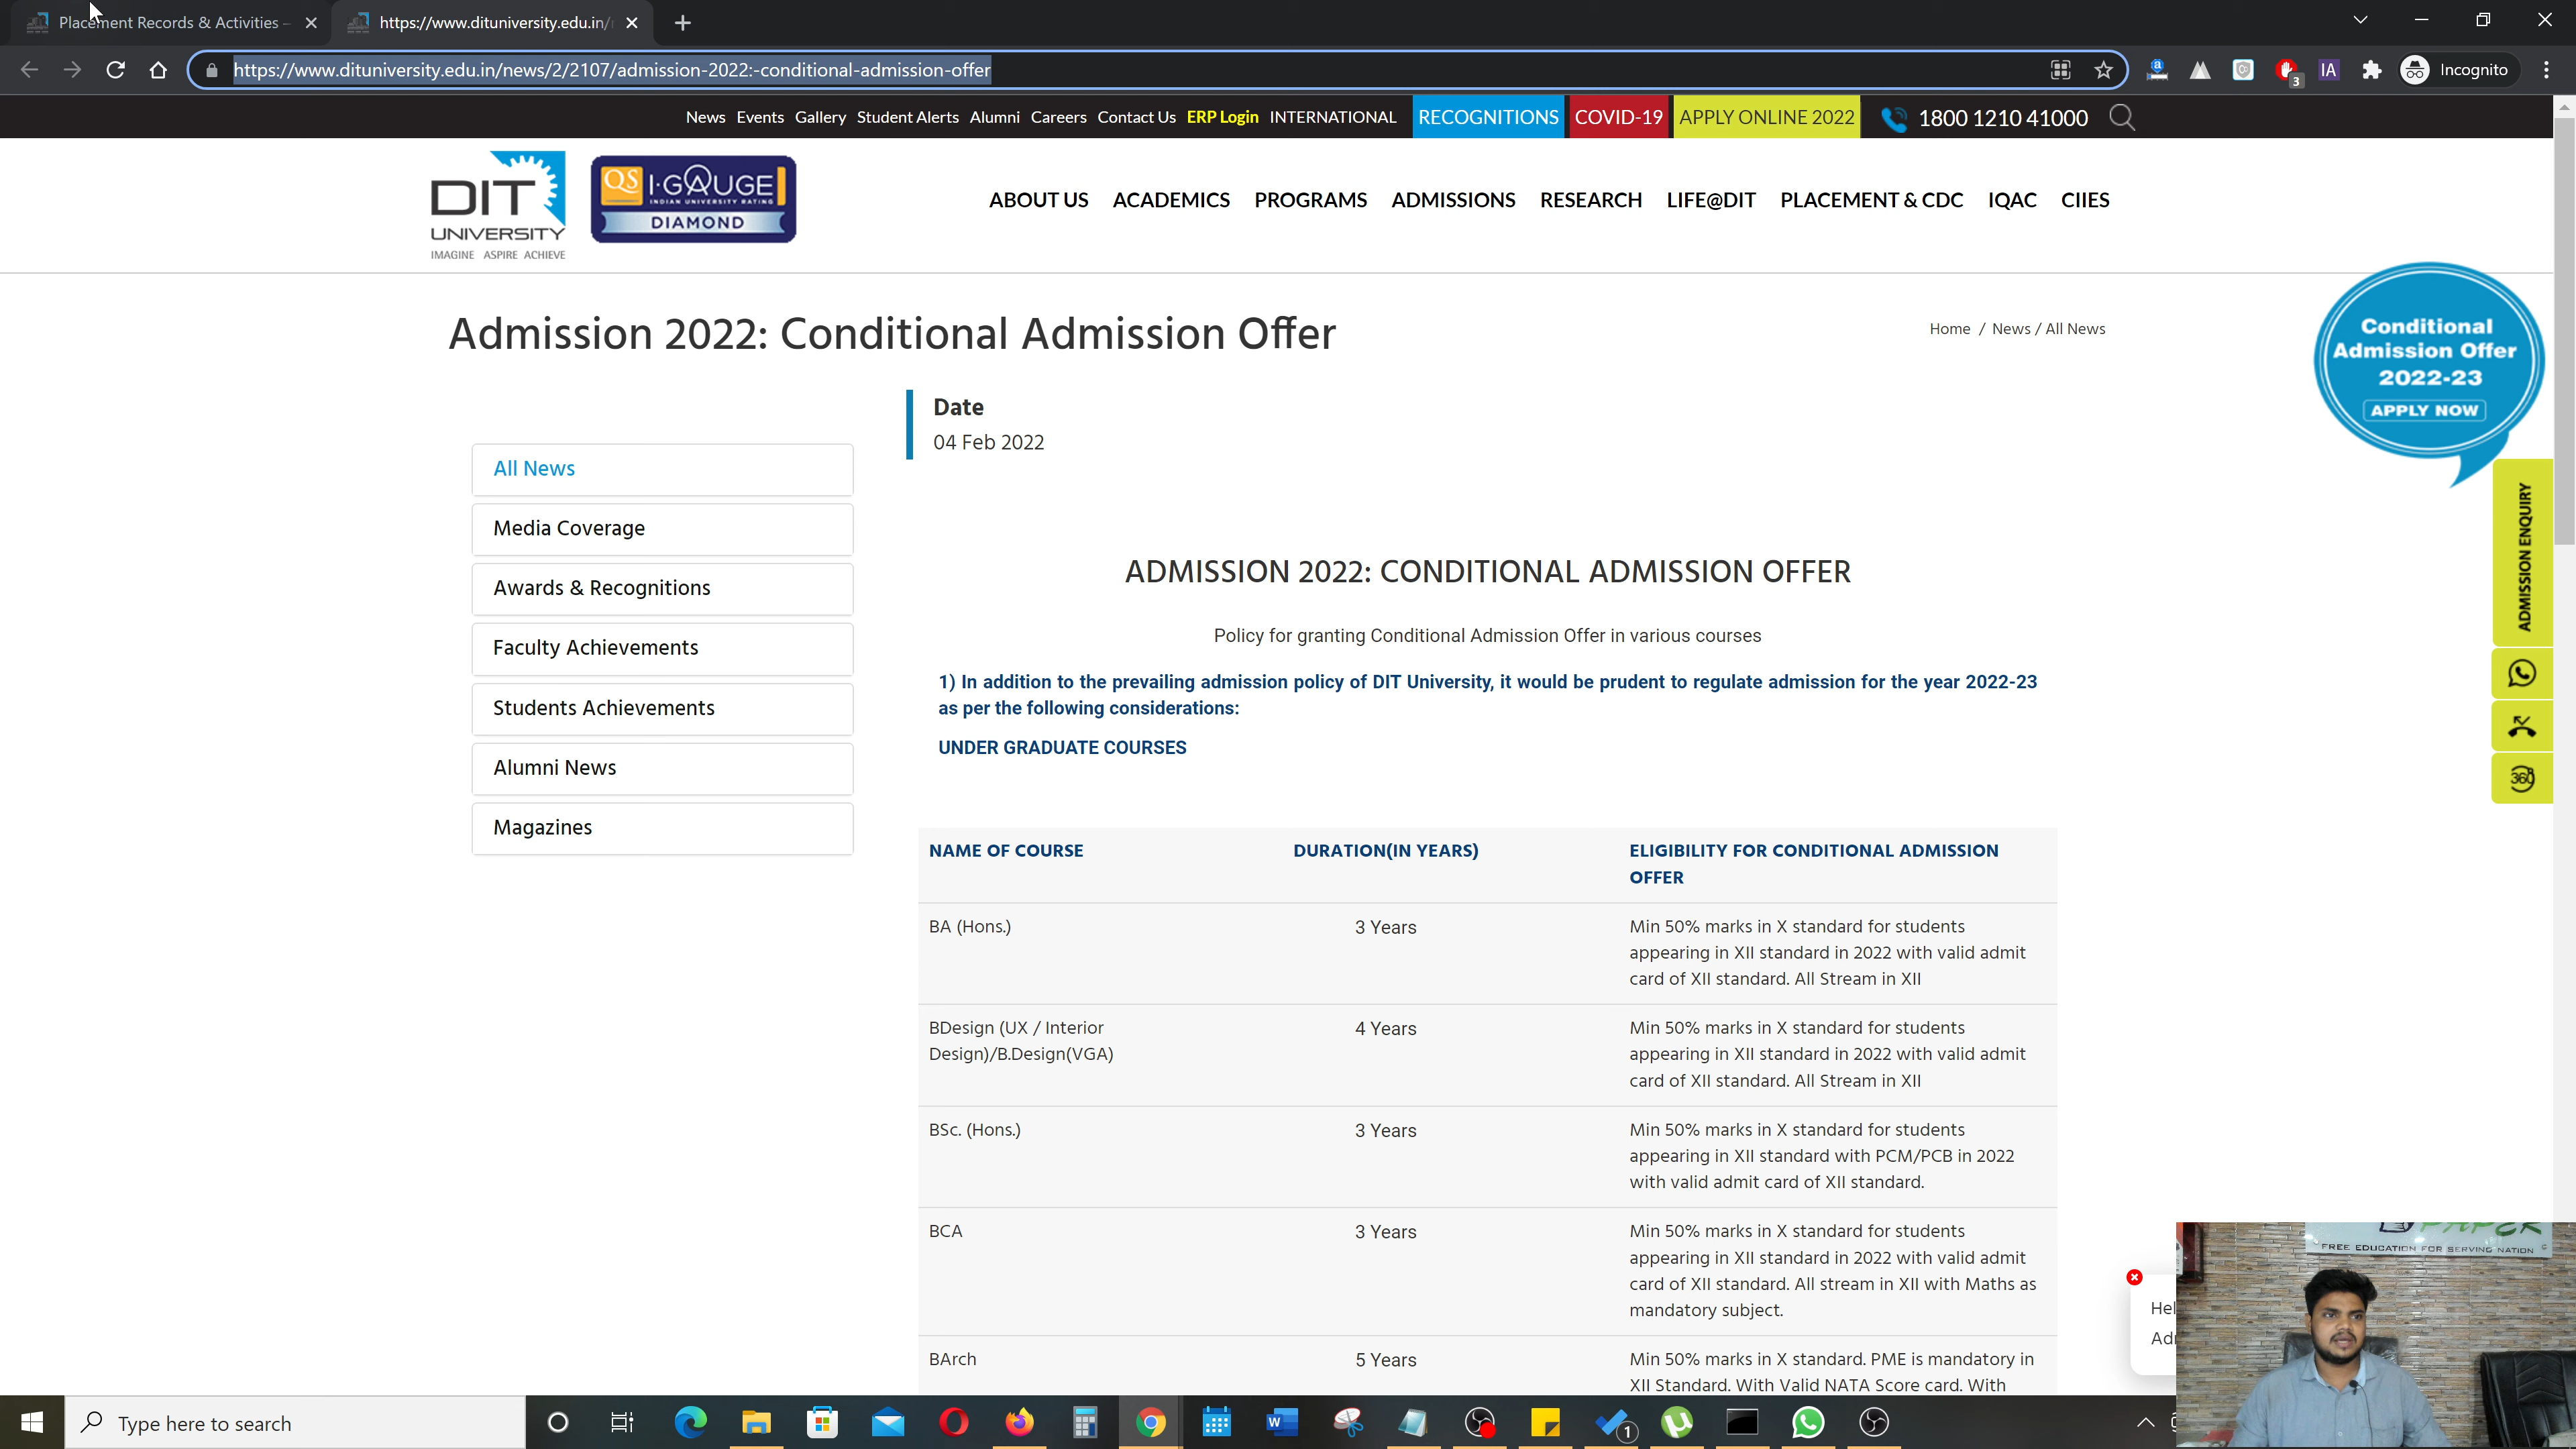 Placement Records & Activities –
https://www.dituniversity.edu.in/
https://www.dituniversity.edu.in/news/2/2107/admission-2022:-conditional-admission-offer
3
IA
Incognito
News Events Gallery Student Alerts Alumni Careers Contact Us ERP Login INTERNATIONAL RECOGNITIONS COVID-19 APPLY ONLINE 2022 1800 1210 41000
DIT
UNIVERSITY
IMAGINE ASPIRE ACHIEVE
QS I·GAUGE
INDIAN UNIVERSITY RATING
DIAMOND
ABOUT US ACADEMICS PROGRAMS ADMISSIONS RESEARCH LIFE@DIT PLACEMENT & CDC IQAC CIIES
Admission 2022: Conditional Admission Offer
Home / News / All News
Conditional
Admission Offer
2022-23
APPLY NOW
ADMISSION ENQUIRY
360
Date
04 Feb 2022
All News
Media Coverage
Awards & Recognitions
Faculty Achievements
Students Achievements
Alumni News
Magazines
ADMISSION 2022: CONDITIONAL ADMISSION OFFER
Policy for granting Conditional Admission Offer in various courses
1) In addition to the prevailing admission policy of DIT University, it would be prudent to regulate admission for the year 2022-23
as per the following considerations:
UNDER GRADUATE COURSES
NAME OF COURSE DURATION(IN YEARS) ELIGIBILITY FOR CONDITIONAL ADMISSION
OFFER
BA (Hons.) 3 Years Min 50% marks in X standard for students
appearing in XII standard in 2022 with valid admit
card of XII standard. All Stream in XII
BDesign (UX / Interior 4 Years Min 50% marks in X standard for students
Design)/B.Design(VGA) appearing in XII standard in 2022 with valid admit
card of XII standard. All Stream in XII
BSc. (Hons.) 3 Years Min 50% marks in X standard for students
appearing in XII standard with PCM/PCB in 2022
with valid admit card of XII standard.
BCA 3 Years Min 50% marks in X standard for students
appearing in XII standard in 2022 with valid admit
card of XII standard. All stream in XII with Maths as
mandatory subject.
BArch 5 Years Min 50% marks in X standard. PME is mandatory in
XII Standard. With Valid NATA Score card. With
Hel
Adr
PAPER
FREE EDUCATION FOR SERVING NATION
Type here to search
1